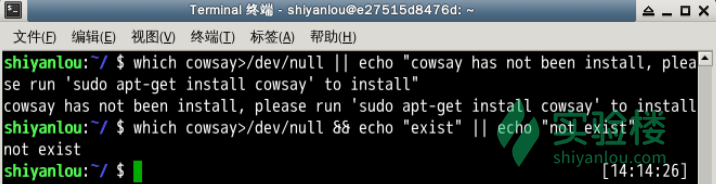 Terminal 终端 - shiyanlou@e27515d8476d: ~
文件(F) 编辑(E) 视图(V) 终端(T) 标签(A) 帮助(H)
shiyanlou:~/ $ which cowsay>/dev/null || echo "cowsay has not been install, plea
se run 'sudo apt-get install cowsay' to install"
cowsay has not been install, please run 'sudo apt-get install cowsay' to install
shiyanlou:~/ $ which cowsay>/dev/null && echo "exist" || echo "not exist"
not exist
shiyanlou:~/ $ [14:14:26]
实验楼
shiyanlou.com